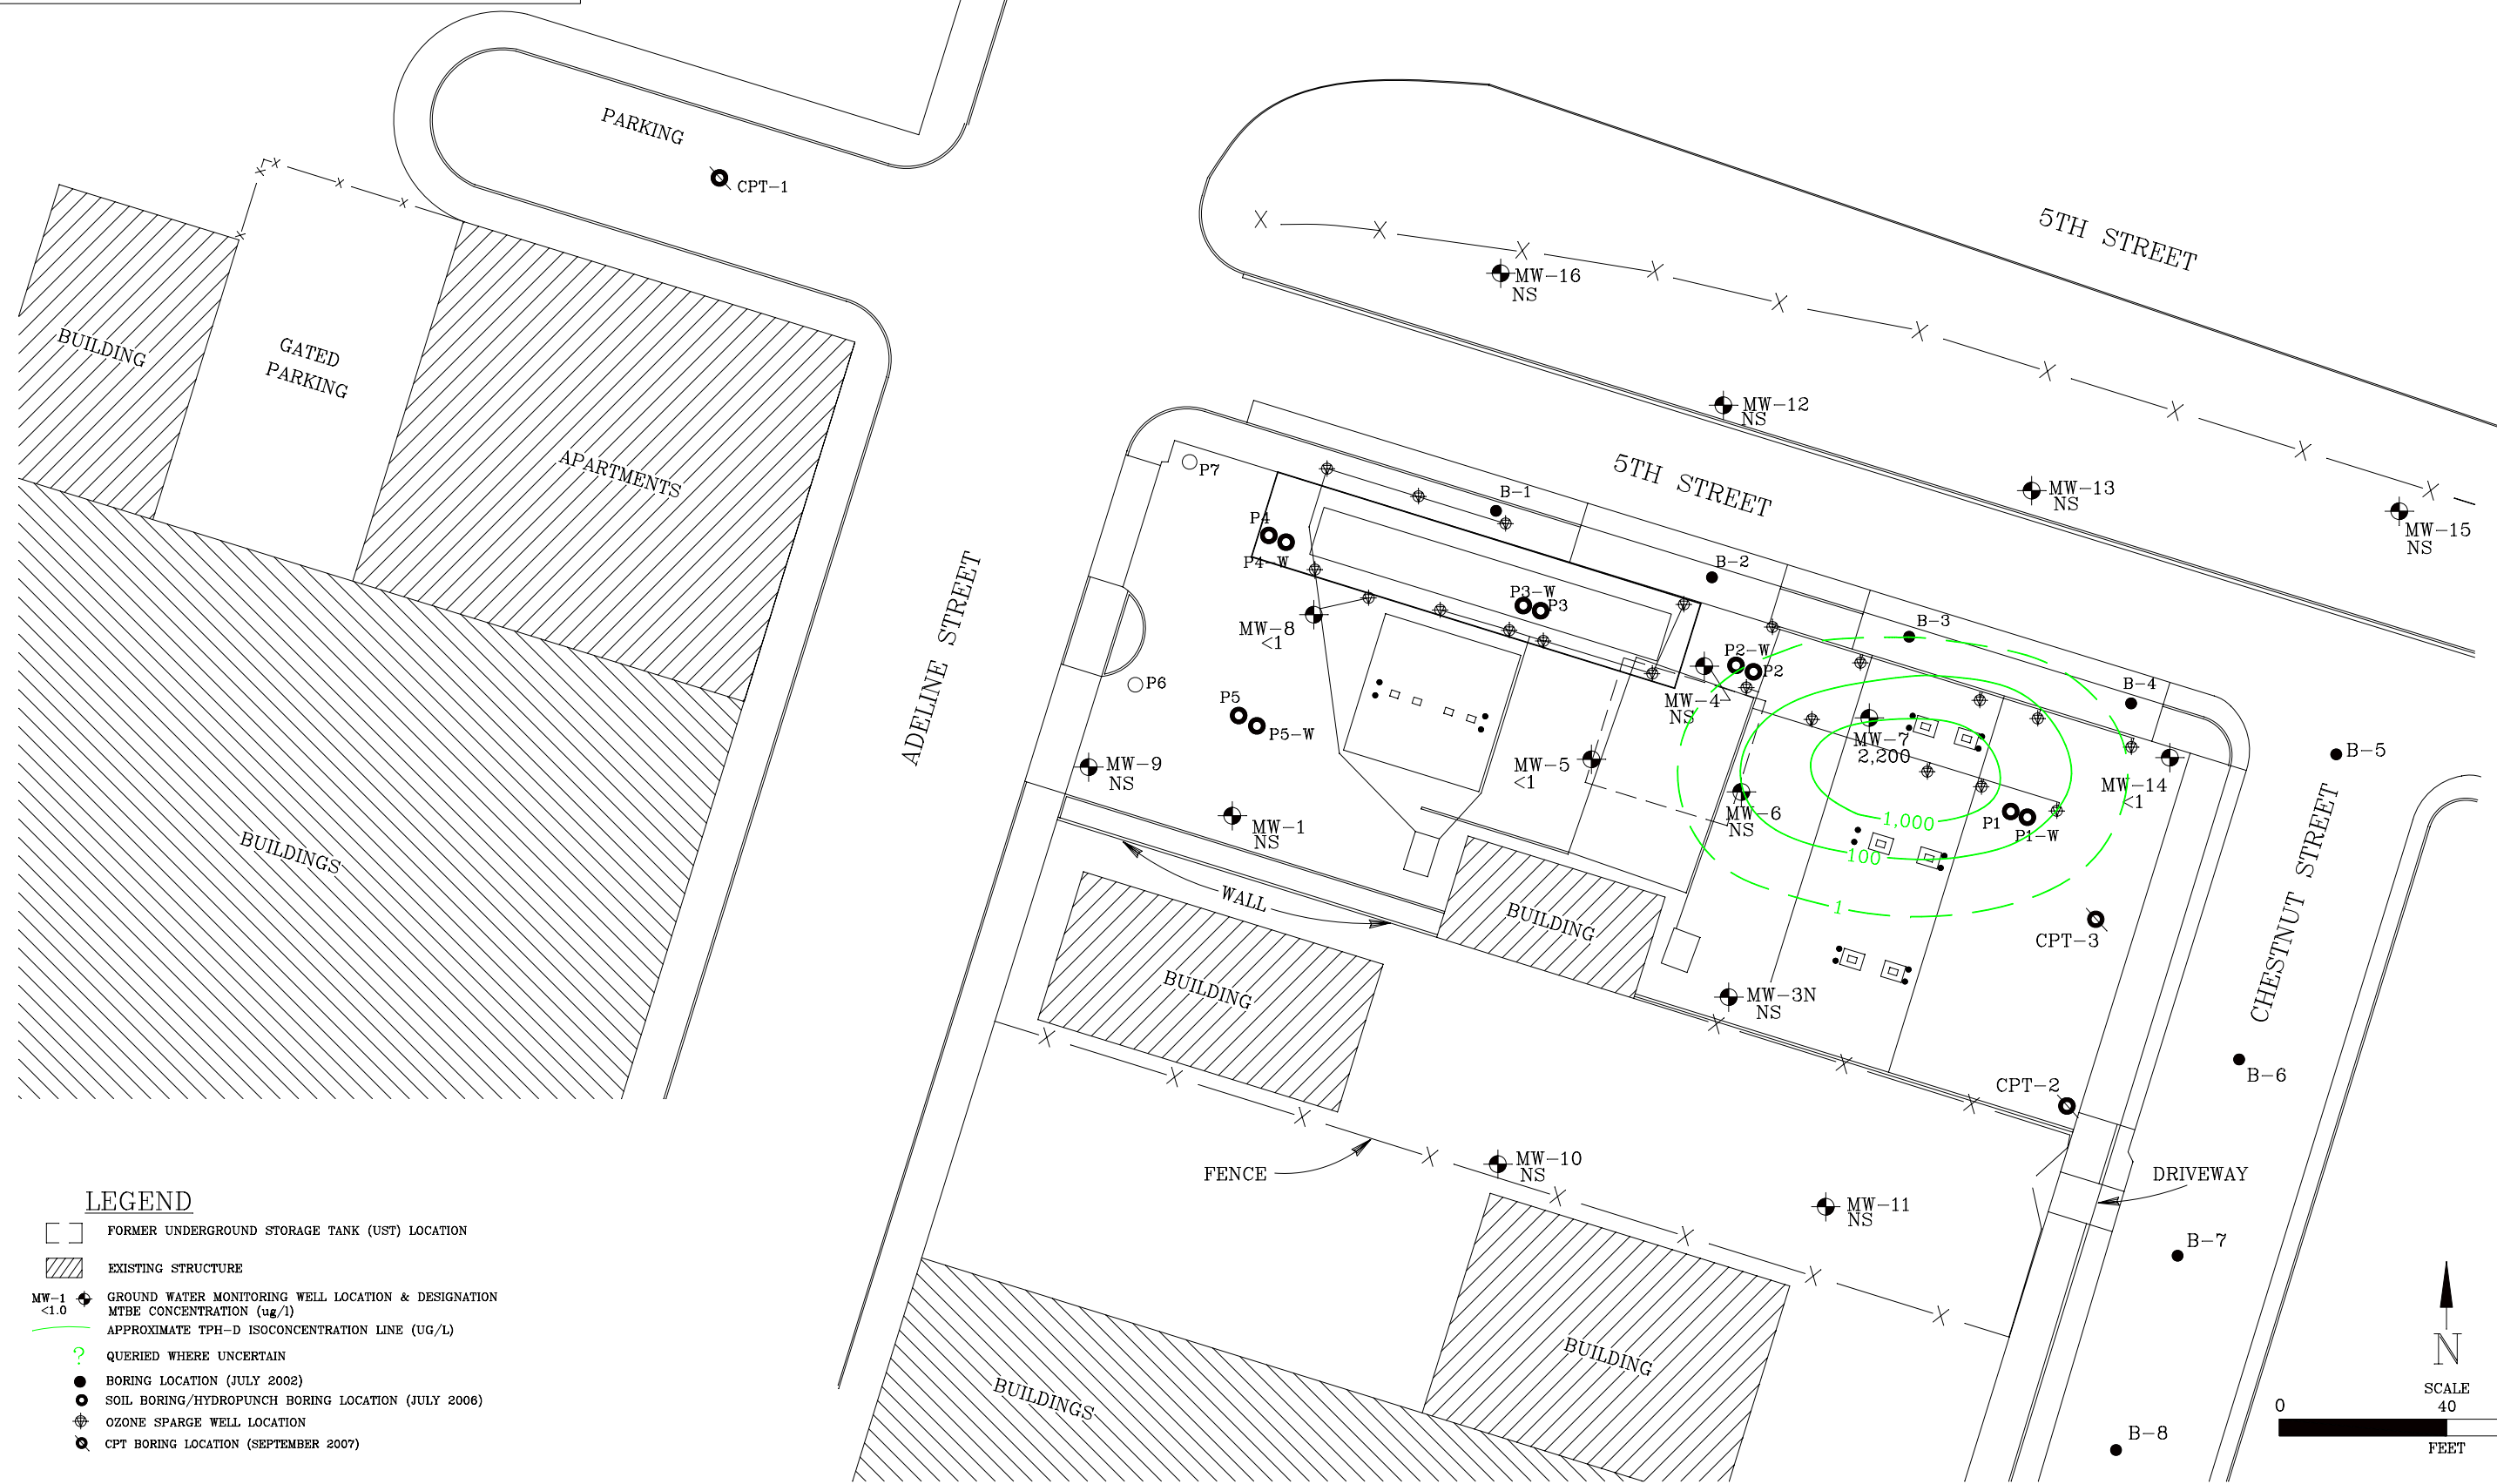 PARKING
CPT-1
5TH STREET
MW-16
NS
BUILDING
GATED
PARKING
MW-12
NS
APARTMENTS
P7
5TH STREET
MW-13
NS
B-1
MW-15
NS
P4
P4-W
B-2
P3-W
P3
B-3
MW-8
<1
P2-W
P2
ADELINE STREET
P6
MW-4
NS
B-4
P5
P5-W
MW-7
2,200
B-5
MW-9
NS
MW-5
<1
MW-14
<1
MW-6
NS
1,000
P1
P1-W
MW-1
NS
100
BUILDINGS
WALL
1
BUILDING
CPT-3
CHESTNUT STREET
BUILDING
MW-3N
NS
CPT-2
B-6
MW-10
NS
FENCE
DRIVEWAY
MW-11
NS
B-7
BUILDING
BUILDINGS
B-8
LEGEND
FORMER UNDERGROUND STORAGE TANK (UST) LOCATION
EXISTING STRUCTURE
MW-1
<1.0
GROUND WATER MONITORING WELL LOCATION & DESIGNATION
MTBE CONCENTRATION (ug/l)
APPROXIMATE TPH-D ISOCONCENTRATION LINE (UG/L)
? QUERIED WHERE UNCERTAIN
BORING LOCATION (JULY 2002)
SOIL BORING/HYDROPUNCH BORING LOCATION (JULY 2006)
OZONE SPARGE WELL LOCATION
CPT BORING LOCATION (SEPTEMBER 2007)
N
SCALE
0 40
FEET